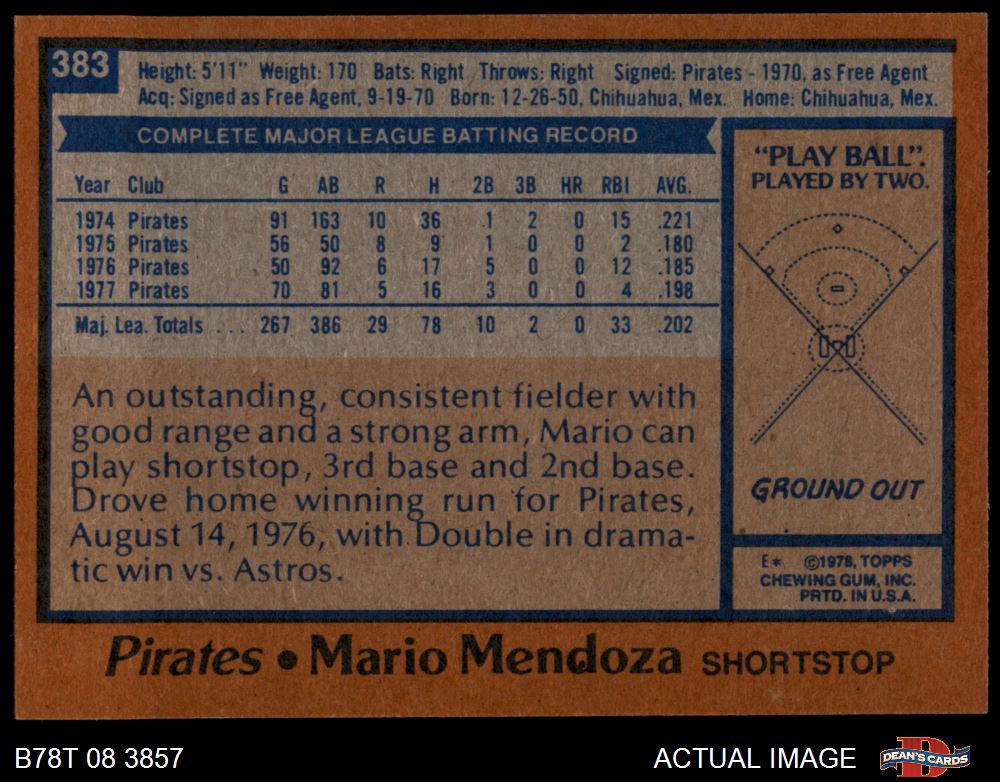 383
Height: 5'11" Weight: 170 Bats: Right Throws: Right Signed: Pirates - 1970, as Free Agent
Acq: Signed as Free Agent, 9-19-70 Born: 12-26-50, Chihuahua, Mex. Home: Chihuahua, Mex.
COMPLETE MAJOR LEAGUE BATTING RECORD
Year Club G AB R H 2B 3B HR RBI AVG.
1974 Pirates 91 163 10 36 1 2 0 15 .221
1975 Pirates 56 50 8 9 1 0 0 2 .180
1976 Pirates 50 92 6 17 5 0 0 12 .185
1977 Pirates 70 81 5 16 3 0 0 4 .198
Maj. Lea. Totals ... 267 386 29 78 10 2 0 33 .202
An outstanding, consistent fielder with
good range and a strong arm, Mario can
play shortstop, 3rd base and 2nd base.
Drove home winning run for Pirates,
August 14, 1976, with Double in drama-
tic win vs. Astros.
"PLAY BALL".
PLAYED BY TWO.
GROUND OUT
E* ©1978, TOPPS
CHEWING GUM, INC.
PRTD. IN U.S.A.
Pirates • Mario Mendoza SHORTSTOP
B78T 08 3857
ACTUAL IMAGE
DEAN'S CARDS